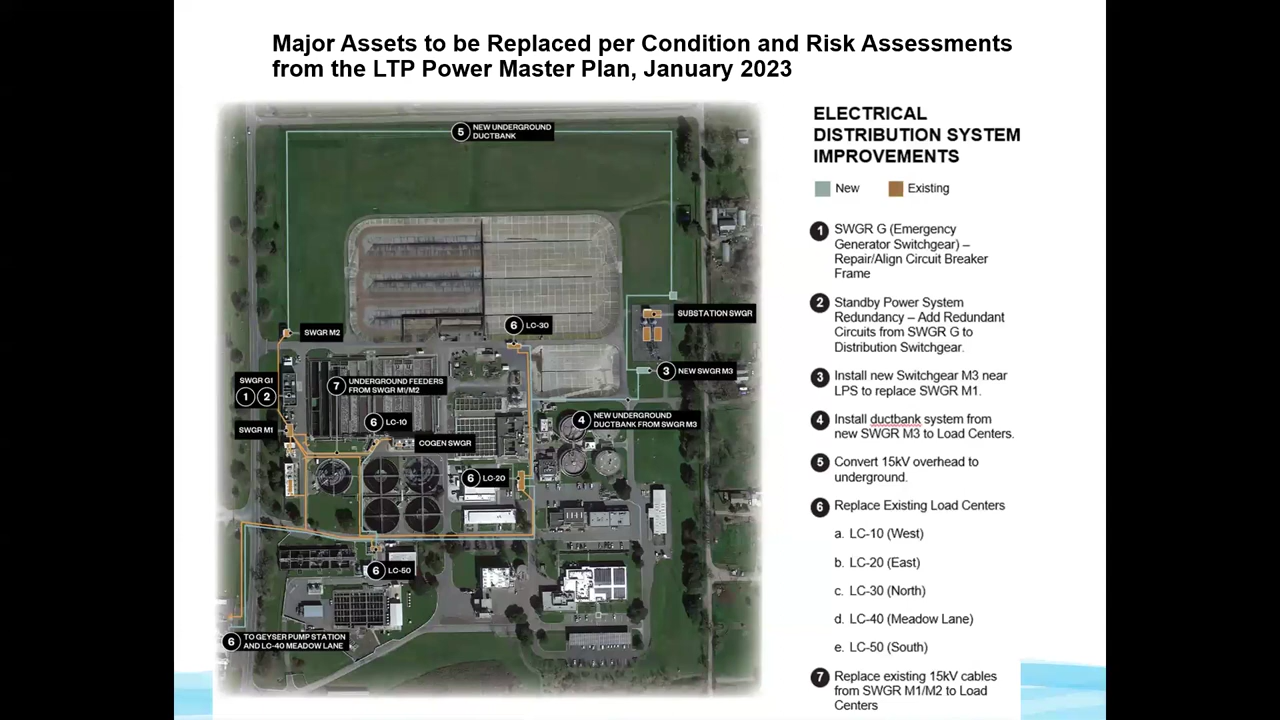 Major Assets to be Replaced per Condition and Risk Assessments
from the LTP Power Master Plan, January 2023
5 NEW UNDERGROUND
DUCTBANK
SWGR M2
6 LC-30
SUBSTATION SWGR
3 NEW SWGR M3
SWGR G1
1 2
7 UNDERGROUND FEEDERS
FROM SWGR M1/M2
SWGR M1
6 LC-10
COGEN SWGR
4 NEW UNDERGROUND
DUCTBANK FROM SWGR M3
6 LC-20
6 LC-50
6 TO GEYSER PUMP STATION
AND LC-40 MEADOW LANE
ELECTRICAL
DISTRIBUTION SYSTEM
IMPROVEMENTS
New Existing
1 SWGR G (Emergency
Generator Switchgear) –
Repair/Align Circuit Breaker
Frame
2 Standby Power System
Redundancy – Add Redundant
Circuits from SWGR G to
Distribution Switchgear.
3 Install new Switchgear M3 near
LPS to replace SWGR M1.
4 Install ductbank system from
new SWGR M3 to Load Centers.
5 Convert 15kV overhead to
underground.
6 Replace Existing Load Centers
a. LC-10 (West)
b. LC-20 (East)
c. LC-30 (North)
d. LC-40 (Meadow Lane)
e. LC-50 (South)
7 Replace existing 15kV cables
from SWGR M1/M2 to Load
Centers